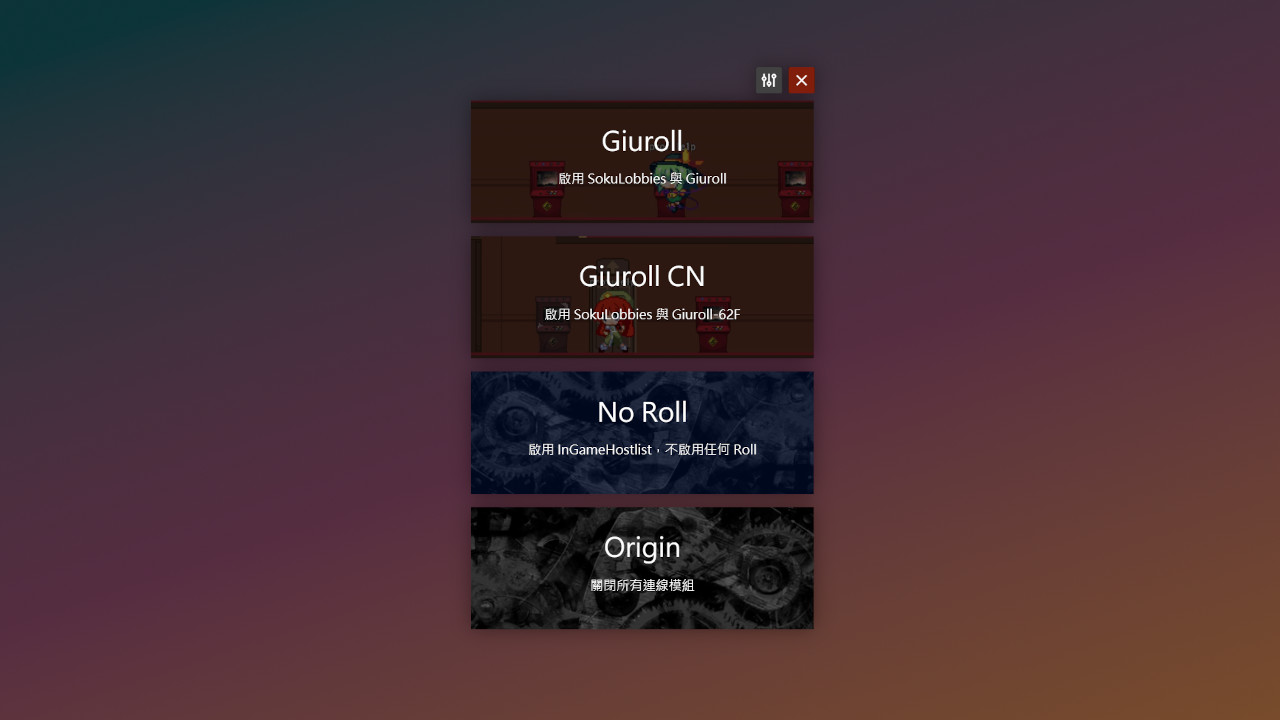 Giuroll
啟用 SokuLobbies 與 Giuroll
Giuroll CN
啟用 SokuLobbies 與 Giuroll-62F
No Roll
啟用 InGameHostlist，不啟用任何 Roll
Origin
關閉所有連線模組